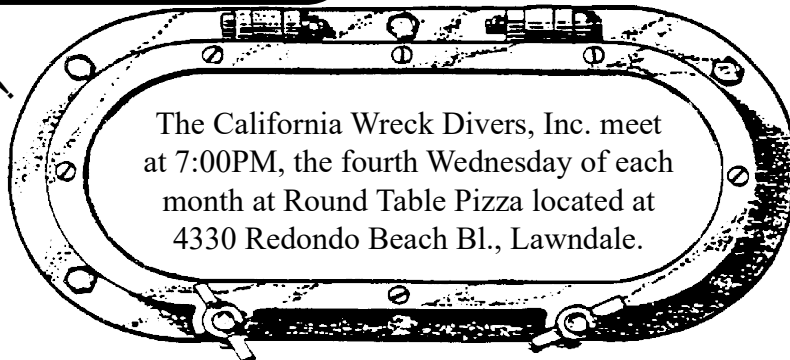 The California Wreck Divers, Inc. meet
at 7:00PM, the fourth Wednesday of each
month at Round Table Pizza located at
4330 Redondo Beach Bl., Lawndale.